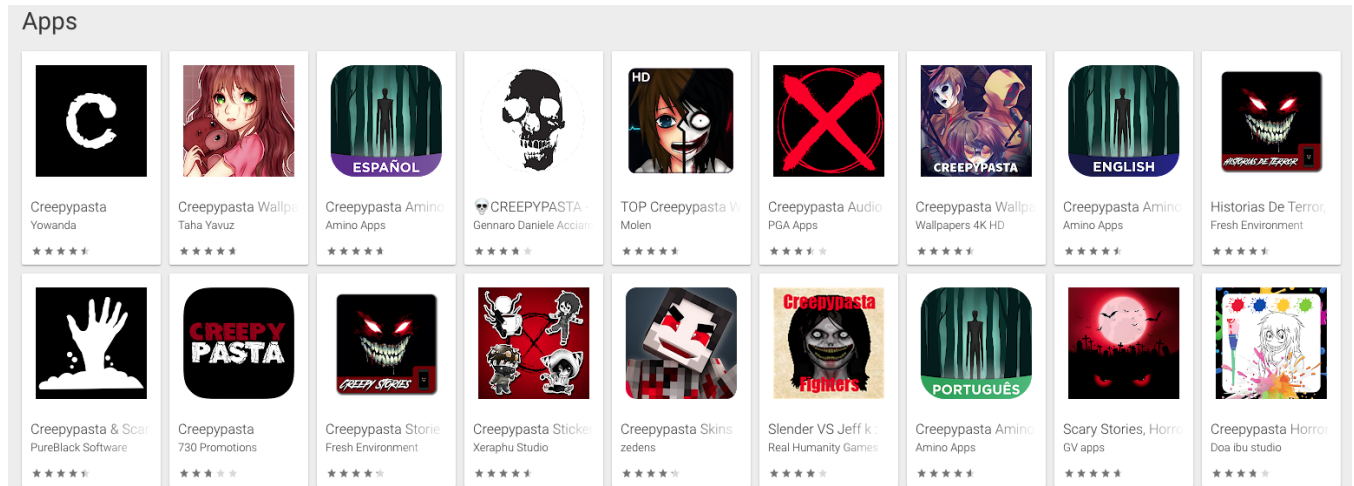 Apps
C
ESPAÑOL
HD
CREEPYPASTA
ENGLISH
HISTORIAS DE TERROR
Creepypasta
Creepypasta Wallpa
Creepypasta Amino
💀CREEPYPASTA -
TOP Creepypasta W
Creepypasta Audio
Creepypasta Wallpa
Creepypasta Amino
Historias De Terror,
Yowanda
Taha Yavuz
Amino Apps
Gennaro Daniele Acciaro
Molen
PGA Apps
Wallpapers 4K HD
Amino Apps
Fresh Environment
CREEPY
PASTA
CREEPY STORIES
Creepypasta
Fighters
PORTUGUÊS
Creepypasta & Scar
Creepypasta
Creepypasta Storie
Creepypasta Sticke
Creepypasta Skins
Slender VS Jeff k :
Creepypasta Amino
Scary Stories, Horro
Creepypasta Horror
PureBlack Software
730 Promotions
Fresh Environment
Xeraphu Studio
zedens
Real Humanity Games
Amino Apps
GV apps
Doa ibu studio